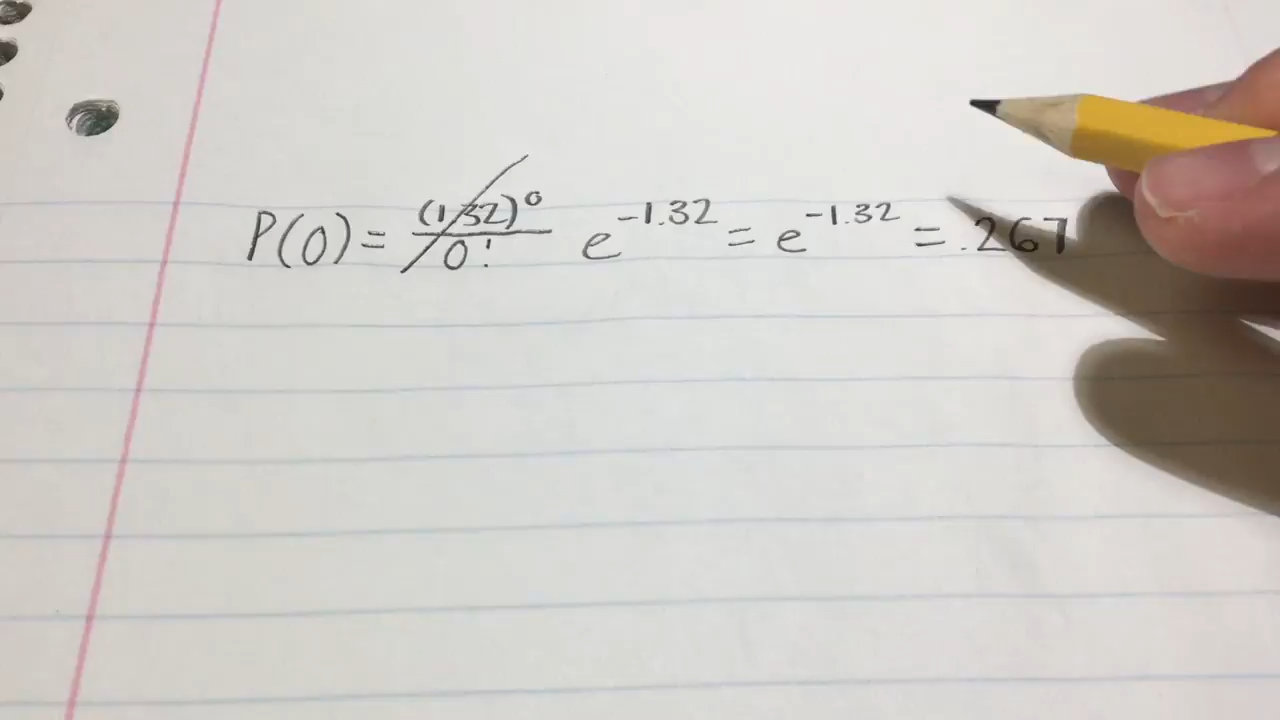 P(0) = (1.32)⁰/0! e^-1.32 = e^-1.32 = .267